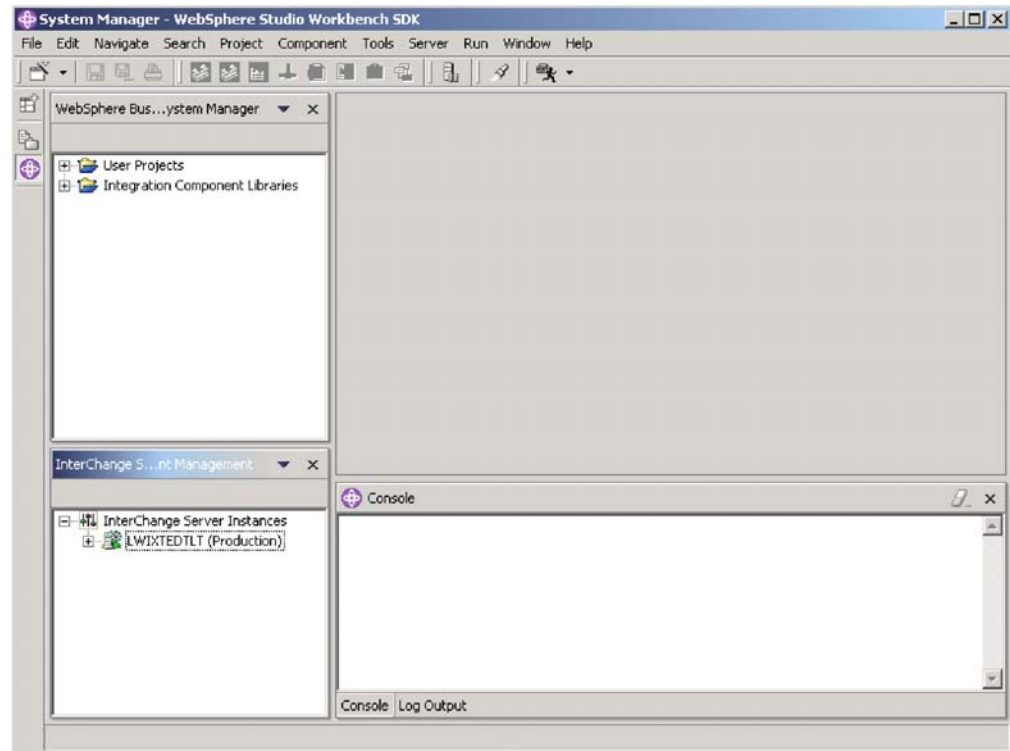 System Manager - WebSphere Studio Workbench SDK
File Edit Navigate Search Project Component Tools Server Run Window Help
WebSphere Bus...ystem Manager
User Projects
Integration Component Libraries
InterChange S...nt Management
InterChange Server Instances
LWIXTEDTLT (Production)
Console
Console Log Output